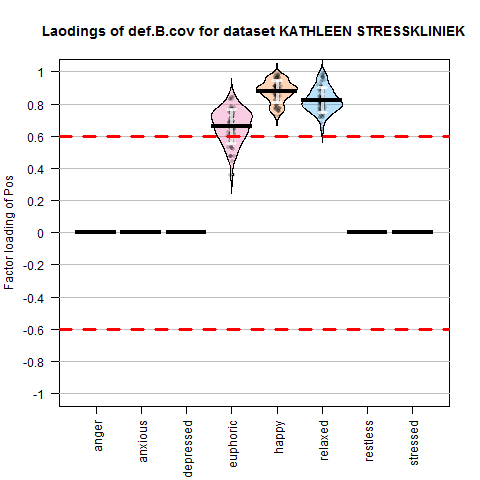 Laodings of def.B.cov for dataset KATHLEEN STRESSKLINIEK
Factor loading of Pos
1
0.8
0.6
0.4
0.2
0
-0.2
-0.4
-0.6
-0.8
-1
anger
anxious
depressed
euphoric
happy
relaxed
restless
stressed